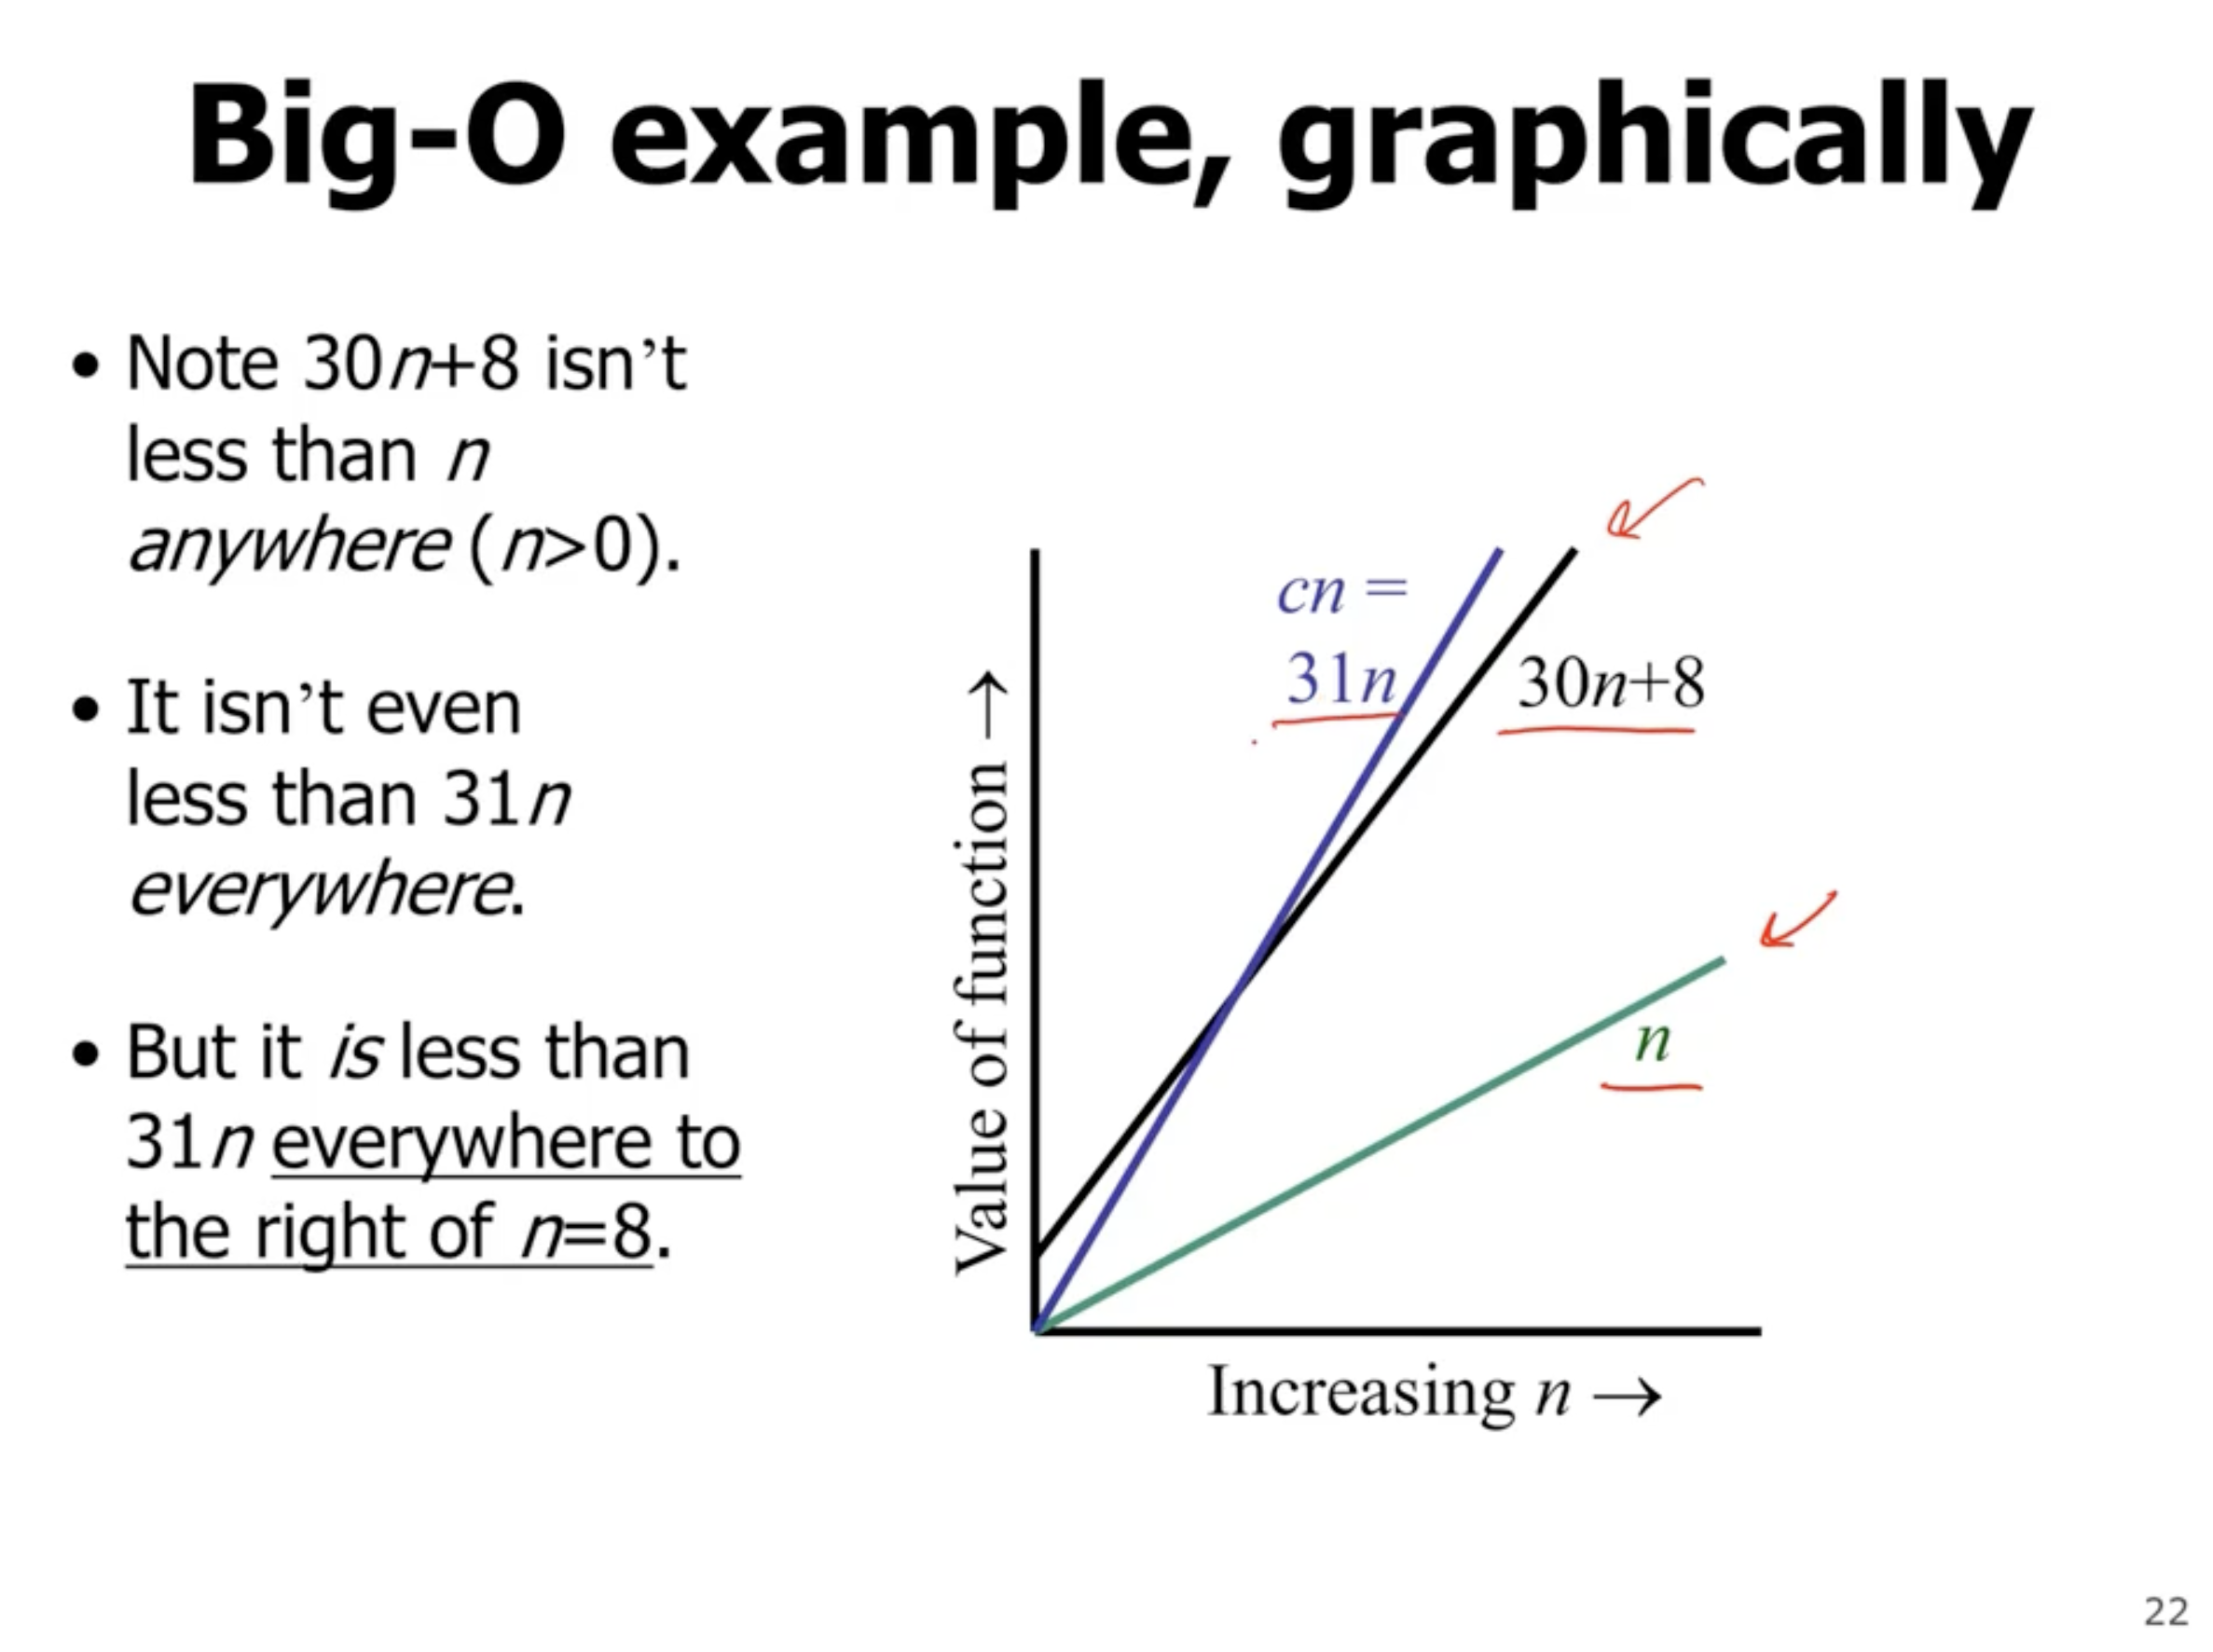 Big-O example, graphically
• Note 30n+8 isn’t
less than n
anywhere (n>0).
• It isn’t even
less than 31n
everywhere.
• But it is less than
31n everywhere to
the right of n=8.
Value of function →
cn =
31n
30n+8
n
Increasing n →
22